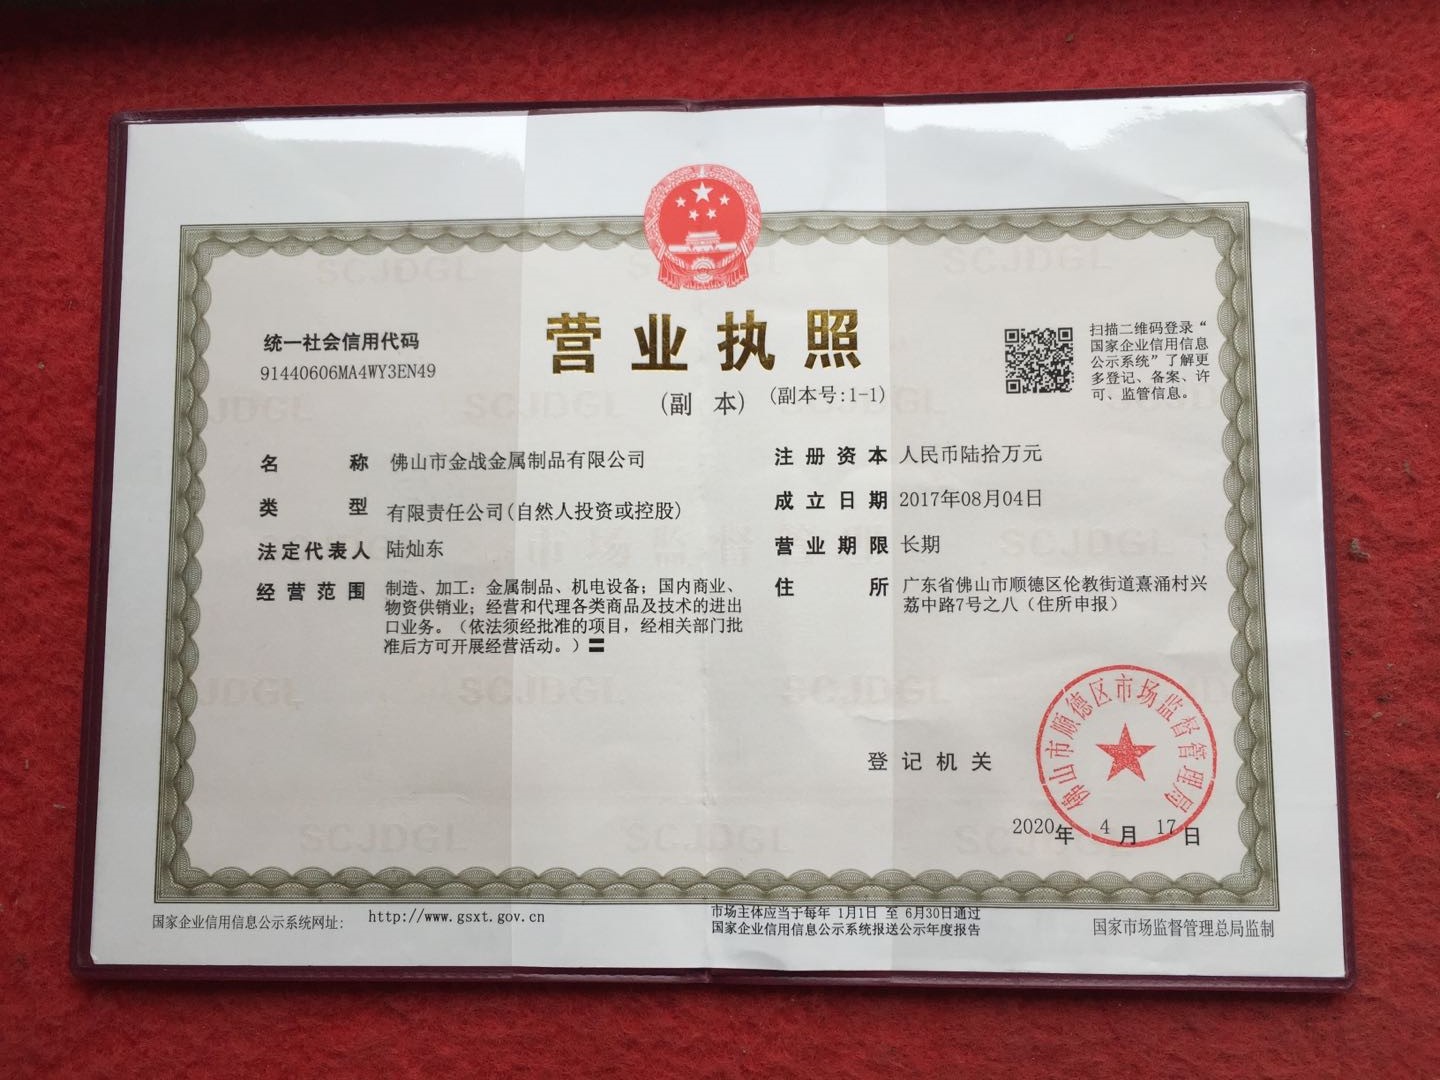 营业执照
(副 本) (副本号:1-1)
统一社会信用代码
91440606MA4WY3EN49
扫描二维码登录“
国家企业信用信息
公示系统”了解更
多登记、备案、许
可、监管信息。
名 称 佛山市金战金属制品有限公司
类 型 有限责任公司(自然人投资或控股)
法定代表人 陆灿东
经营范围 制造、加工：金属制品、机电设备；国内商业、
物资供销业；经营和代理各类商品及技术的进出
口业务。（依法须经批准的项目，经相关部门批
准后方可开展经营活动。）〓
注册资本 人民币陆拾万元
成立日期 2017年08月04日
营业期限 长期
住 所 广东省佛山市顺德区伦教街道熹涌村兴
荔中路7号之八（住所申报）
登记机关
佛山市顺德区市场监督管理局
2020年 4月 17日
国家企业信用信息公示系统网址: http://www.gsxt.gov.cn
市场主体应当于每年 1月1日 至 6月30日通过
国家企业信用信息公示系统报送公示年度报告
国家市场监督管理总局监制
SCJDGL
市场监督管理